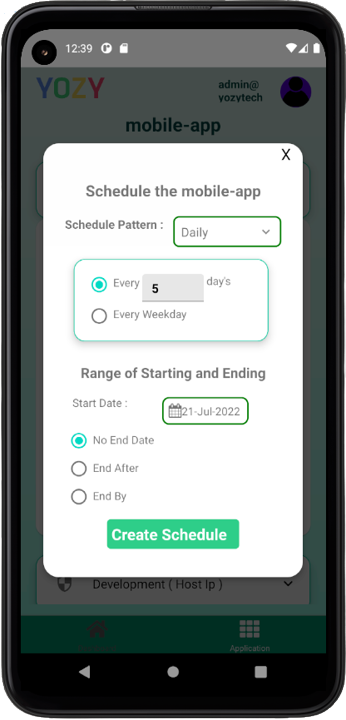 12:39
YOZY
admin@
yozytech
mobile-app
X
Schedule the mobile-app
Schedule Pattern :
Daily
Every 5 day's
Every Weekday
Range of Starting and Ending
Start Date :
21-Jul-2022
No End Date
End After
End By
Create Schedule
Development ( Host Ip )
Application